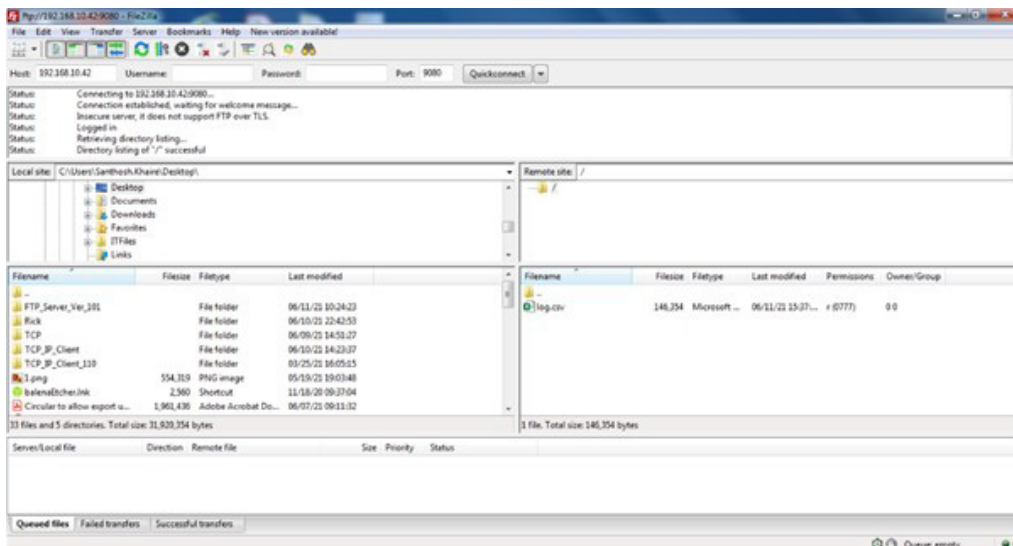 ftp://192.168.10.42:9080 - FileZilla
File Edit View Transfer Server Bookmarks Help New version available!
Host: 192.168.10.42 Username: Password: Port: 9080 Quickconnect
Status: Connecting to 192.168.10.42:9080...
Status: Connection established, waiting for welcome message...
Status: Insecure server, it does not support FTP over TLS.
Status: Logged in
Status: Retrieving directory listing...
Status: Directory listing of "/" successful
Local site: C:\Users\Santhosh.Khaire\Desktop\
Desktop
Documents
Downloads
Favorites
ITFiles
Links
Remote site: /
/
Filename Filesize Filetype Last modified
..
FTP_Server_Ver_101 File folder 06/11/21 10:24:23
Rick File folder 06/10/21 22:42:53
TCP File folder 06/09/21 14:51:27
TCP_IP_Client File folder 06/10/21 14:23:37
TCP_IP_Client_110 File folder 03/25/21 16:05:15
1.png 554,319 PNG image 05/19/21 19:03:48
balenaEtcher.lnk 2,560 Shortcut 11/18/20 09:37:04
Circular to allow export u... 1,961,436 Adobe Acrobat Do... 06/07/21 09:11:32
33 files and 5 directories. Total size: 31,920,354 bytes
Filename Filesize Filetype Last modified Permissions Owner/Group
..
log.csv 146,354 Microsoft ... 06/11/21 15:37:... r (0777) 0 0
1 file. Total size: 146,354 bytes
Server/Local file Direction Remote file Size Priority Status
Queued files Failed transfers Successful transfers
Queue: empty